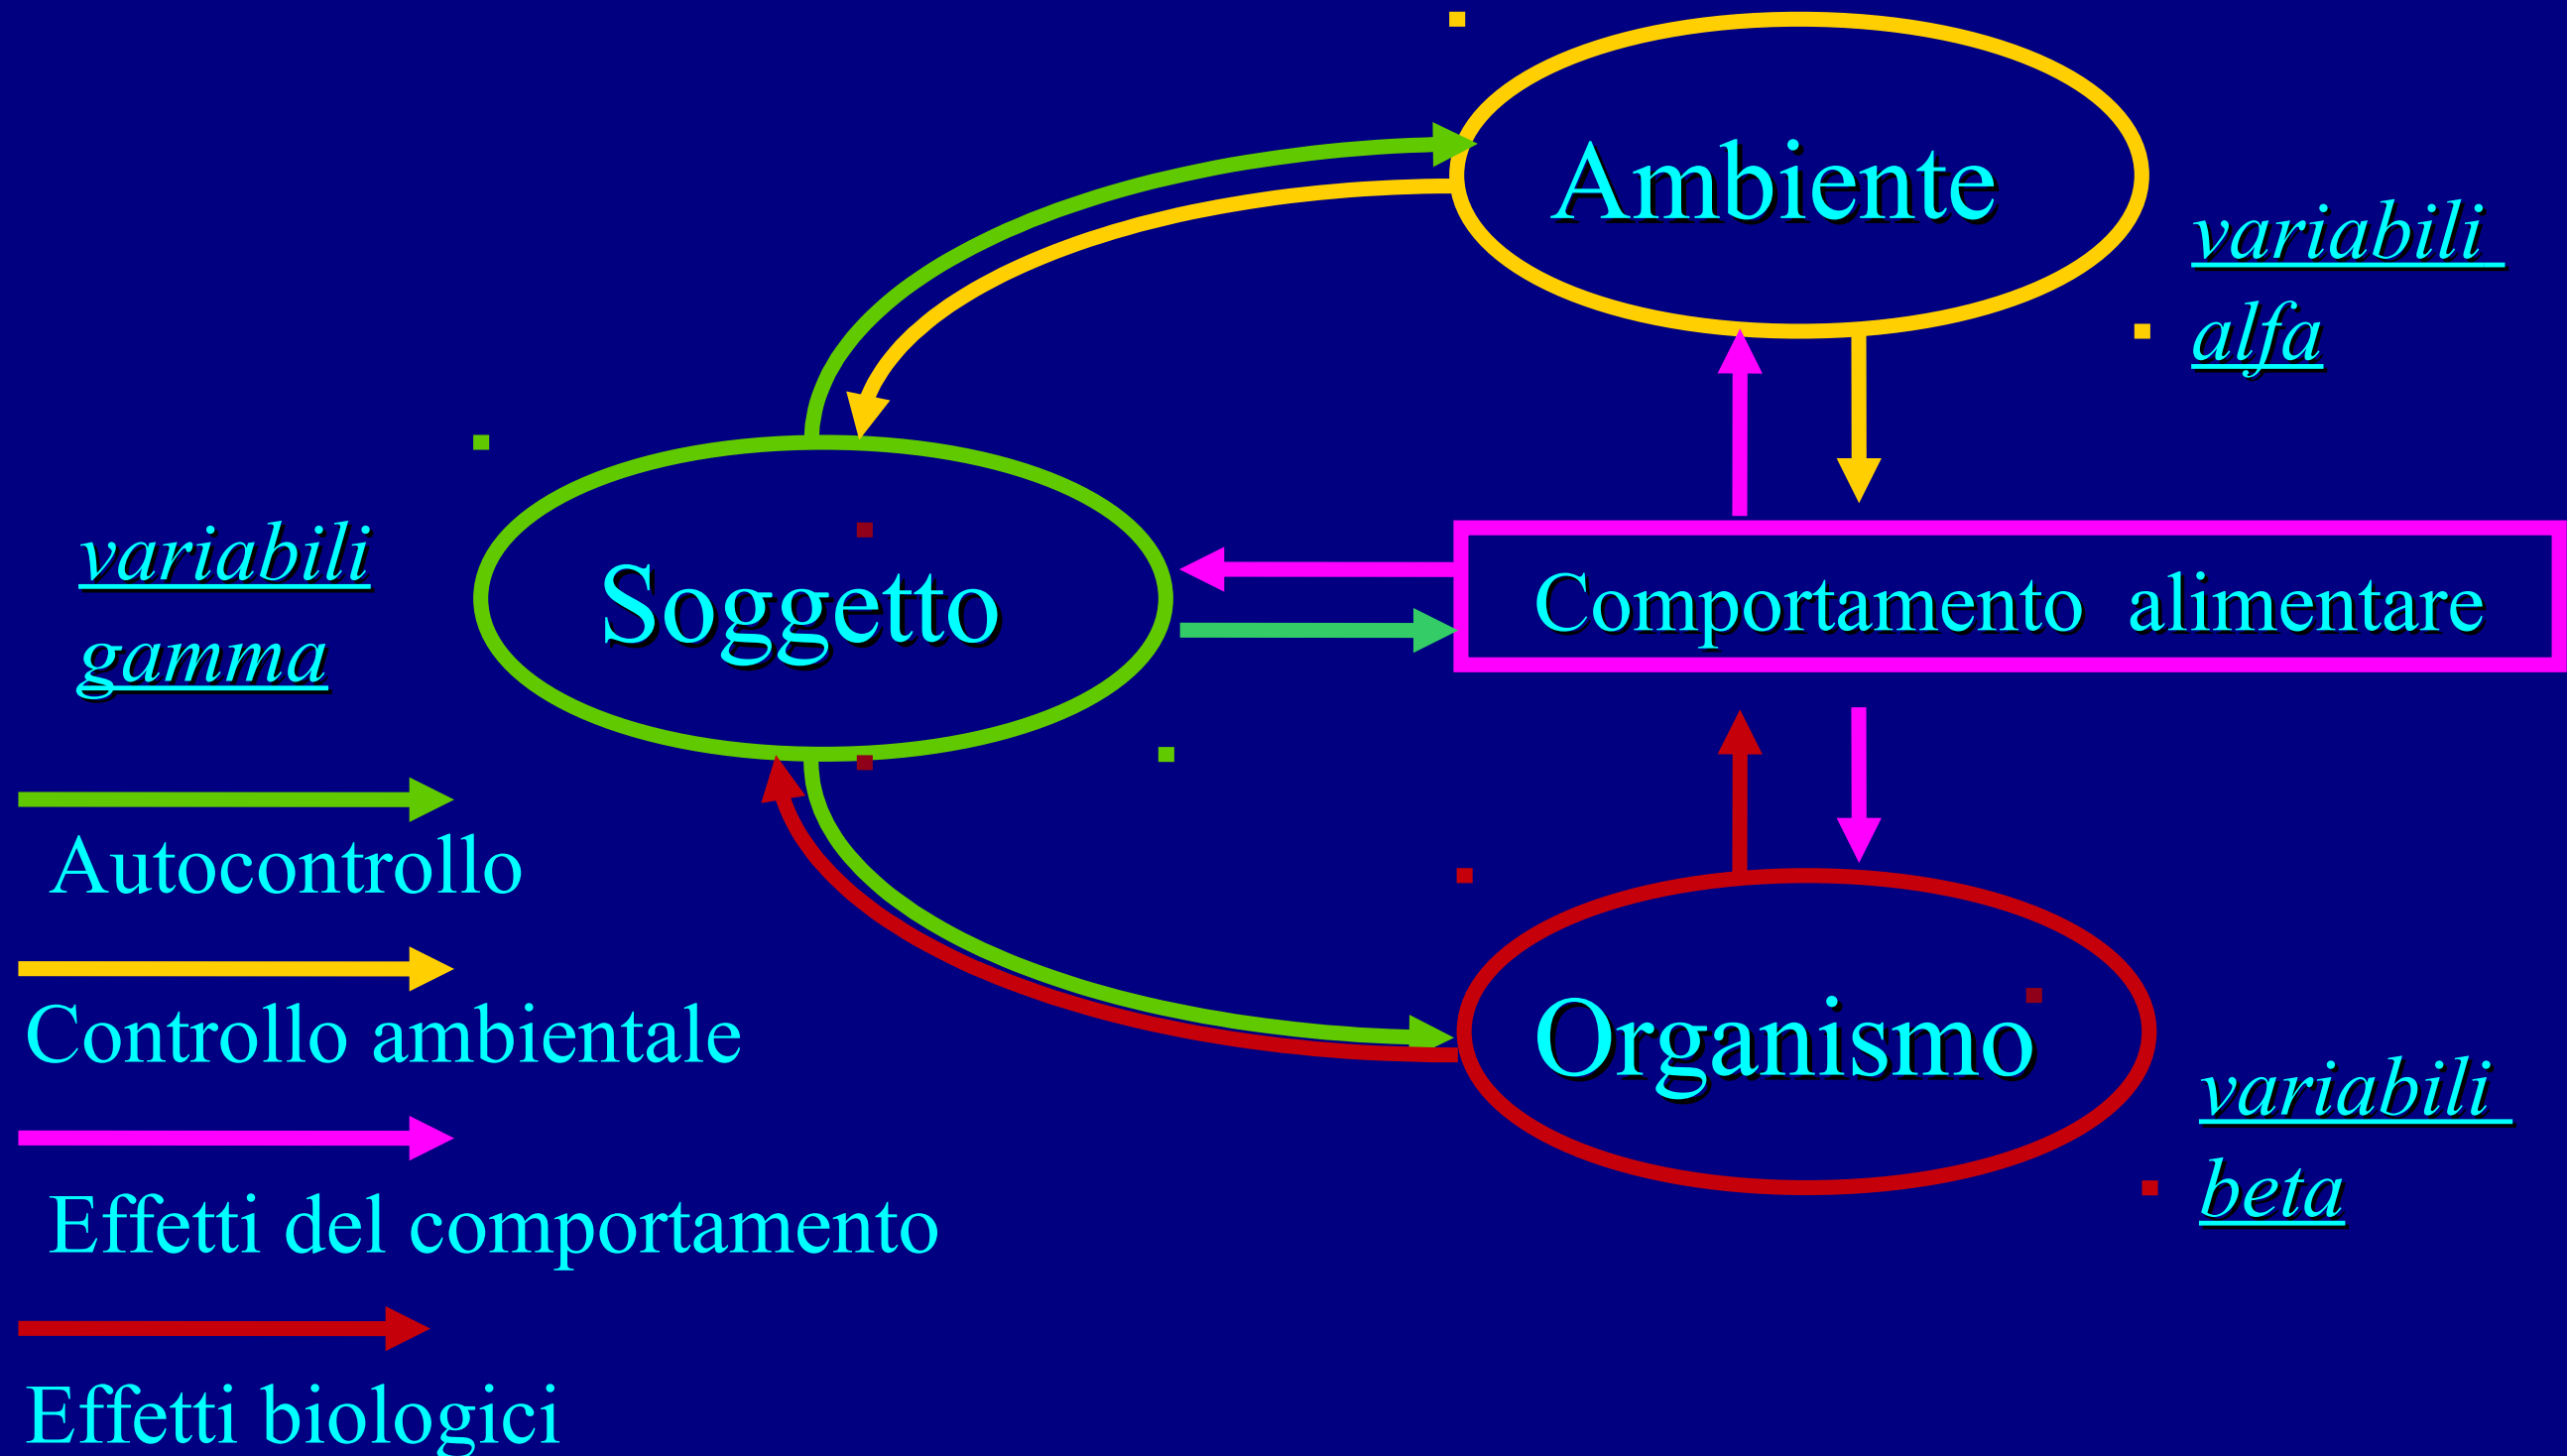 Ambiente
variabili
alfa
variabili
gamma
Soggetto
Comportamento alimentare
Autocontrollo
Controllo ambientale
Organismo
variabili
beta
Effetti del comportamento
Effetti biologici